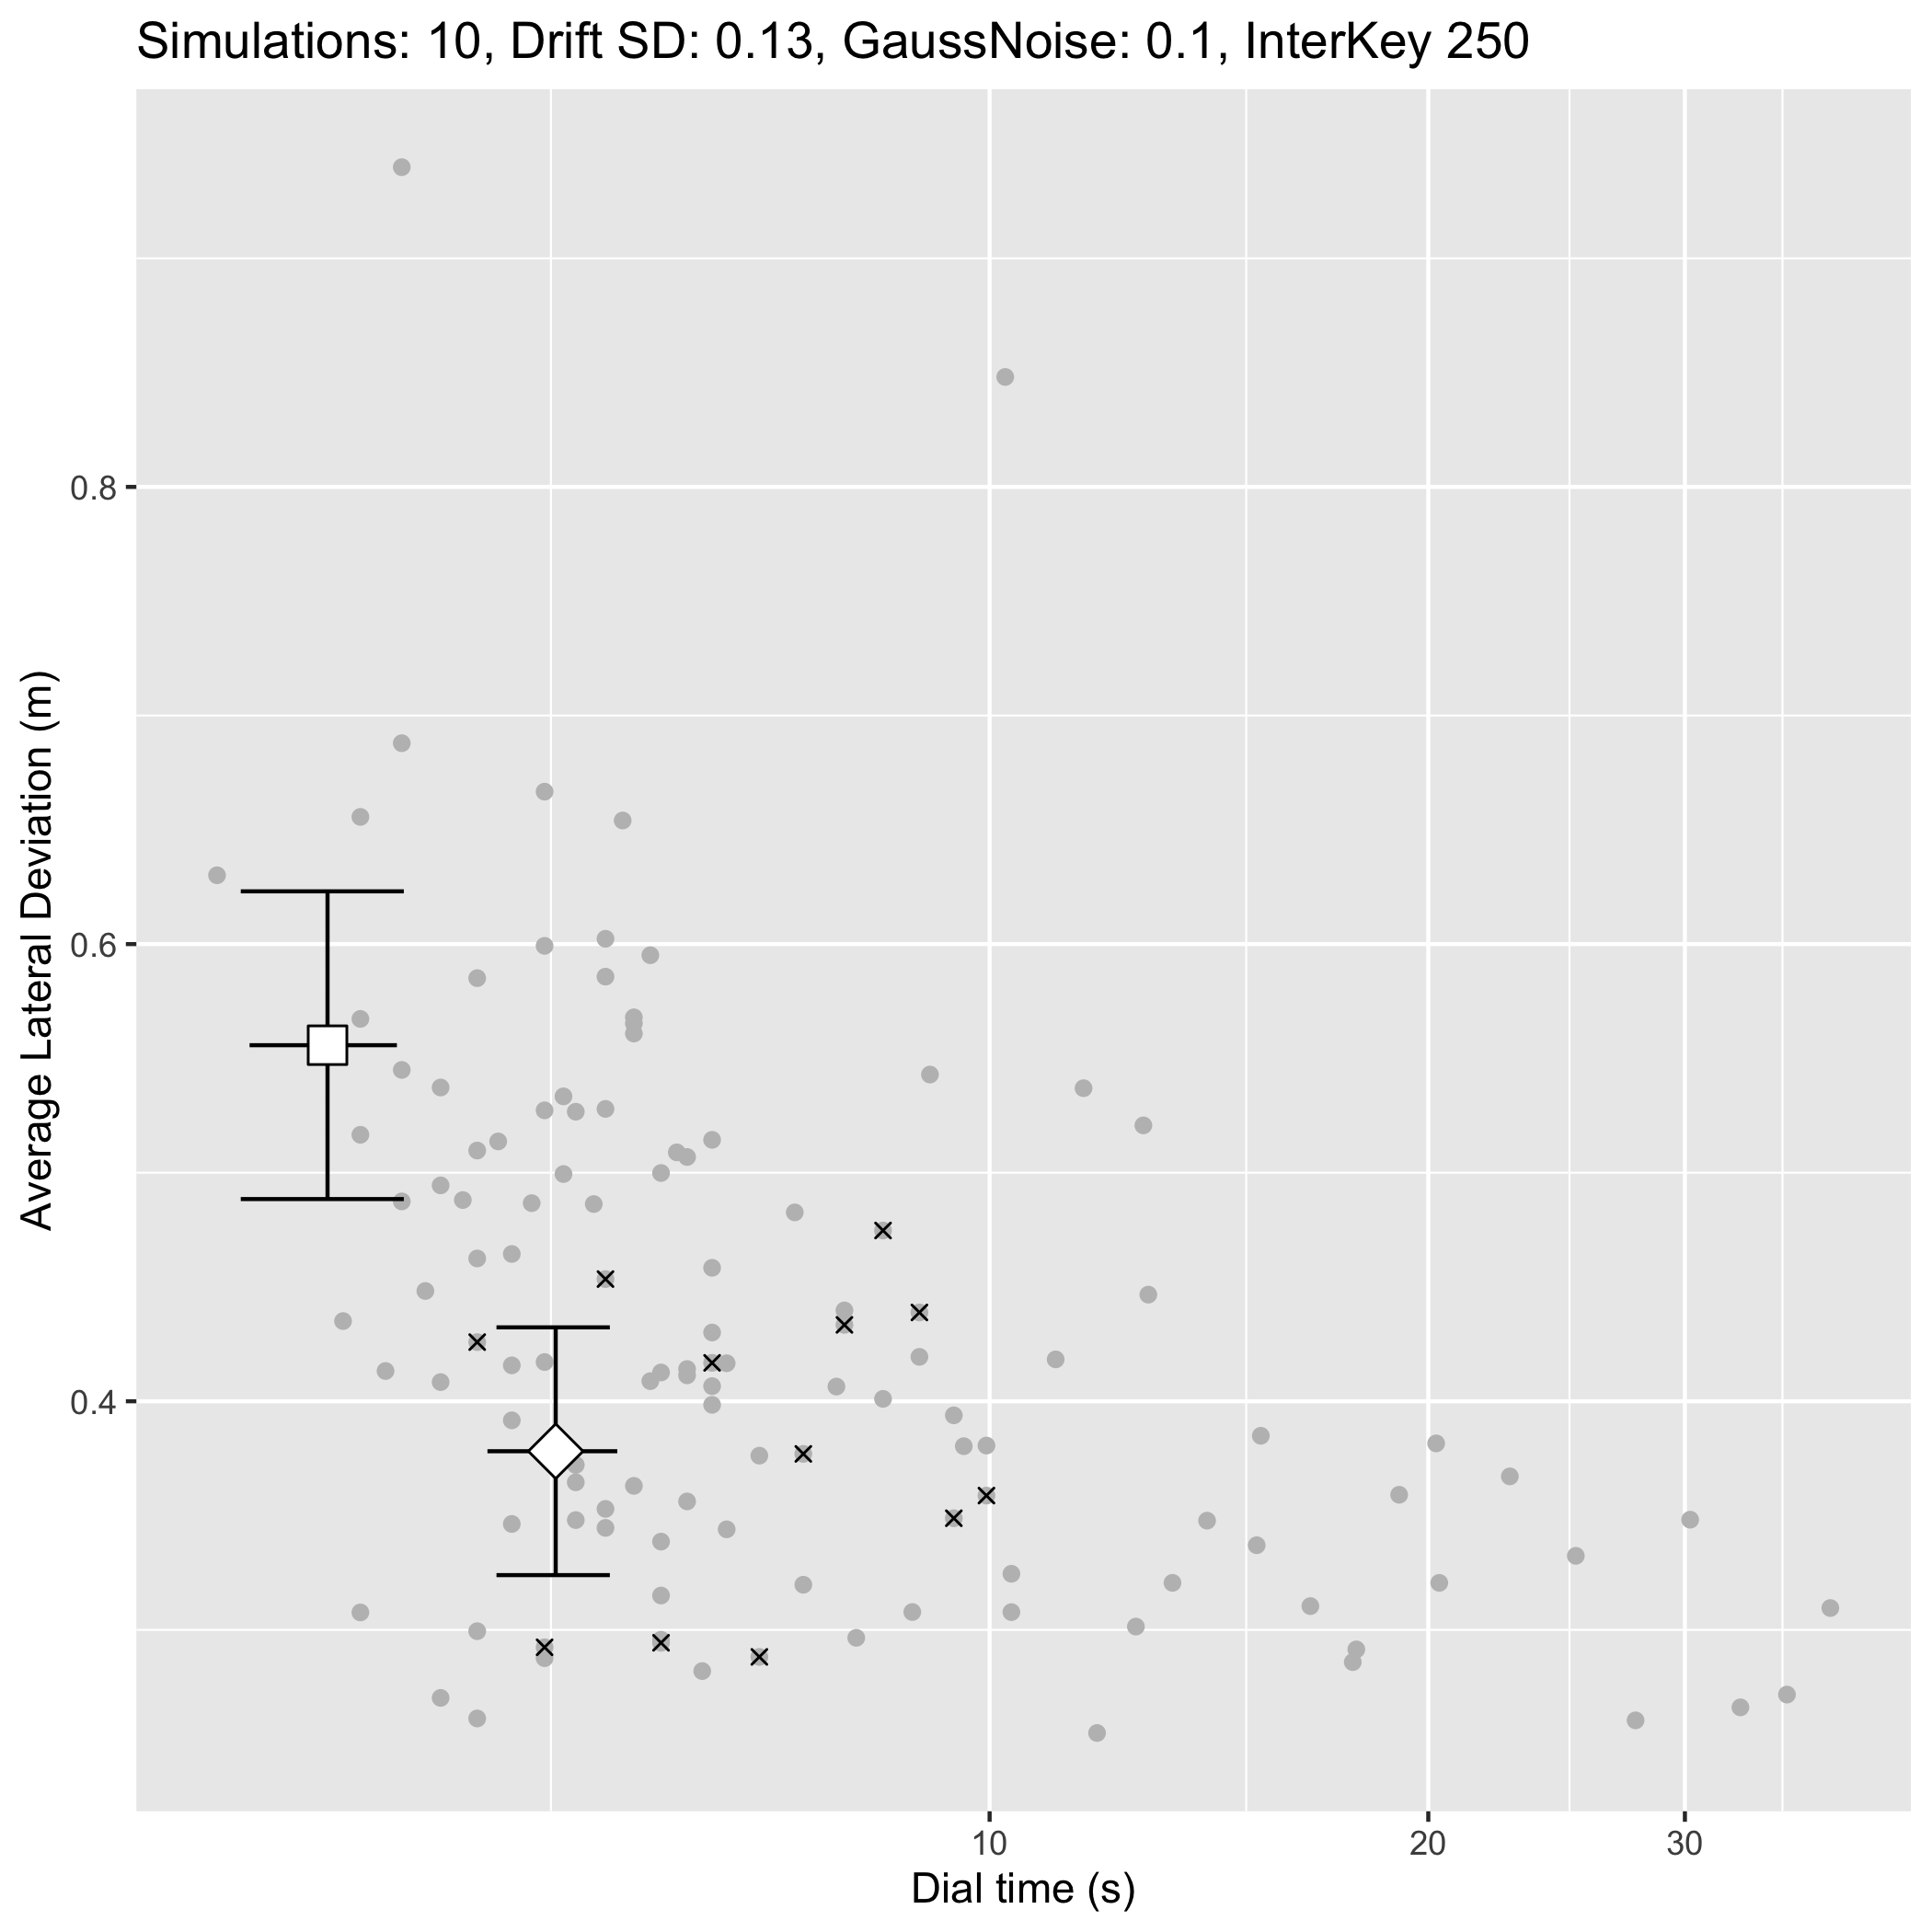 Simulations: 10, Drift SD: 0.13, GaussNoise: 0.1, InterKey 250
Average Lateral Deviation (m)
0.8
0.6
0.4
10 20 30
Dial time (s)